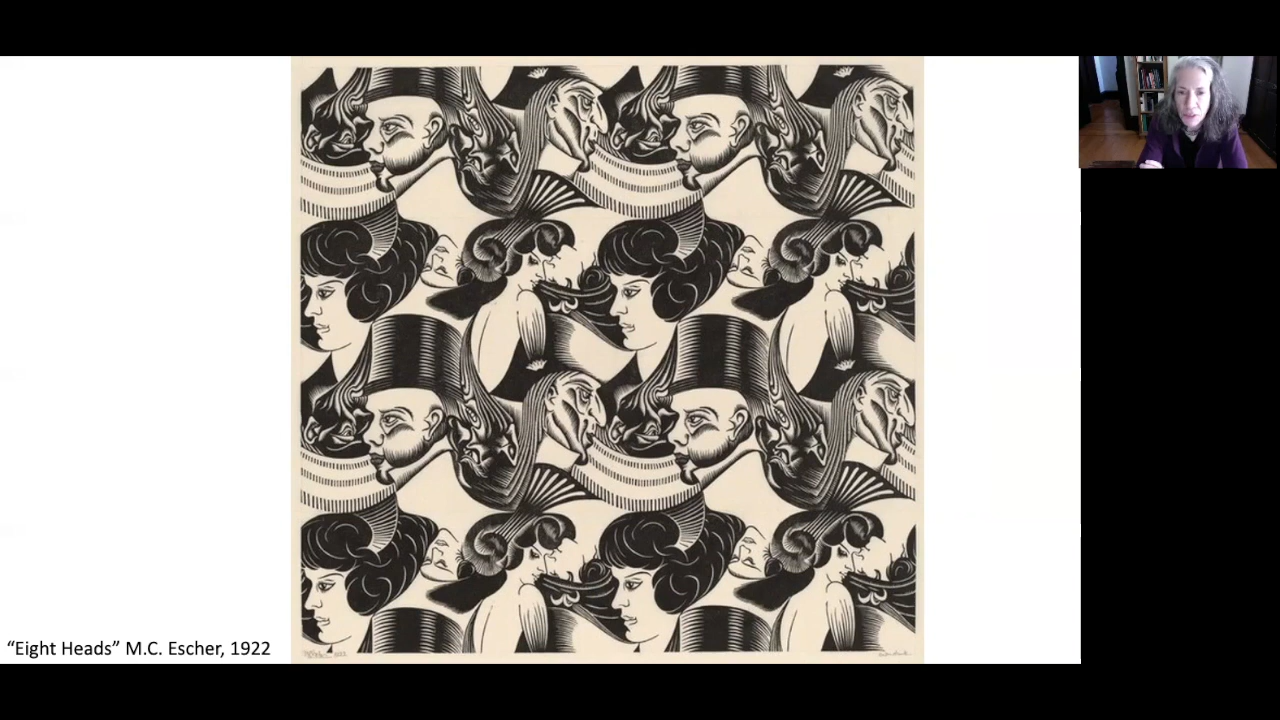 “Eight Heads” M.C. Escher, 1922